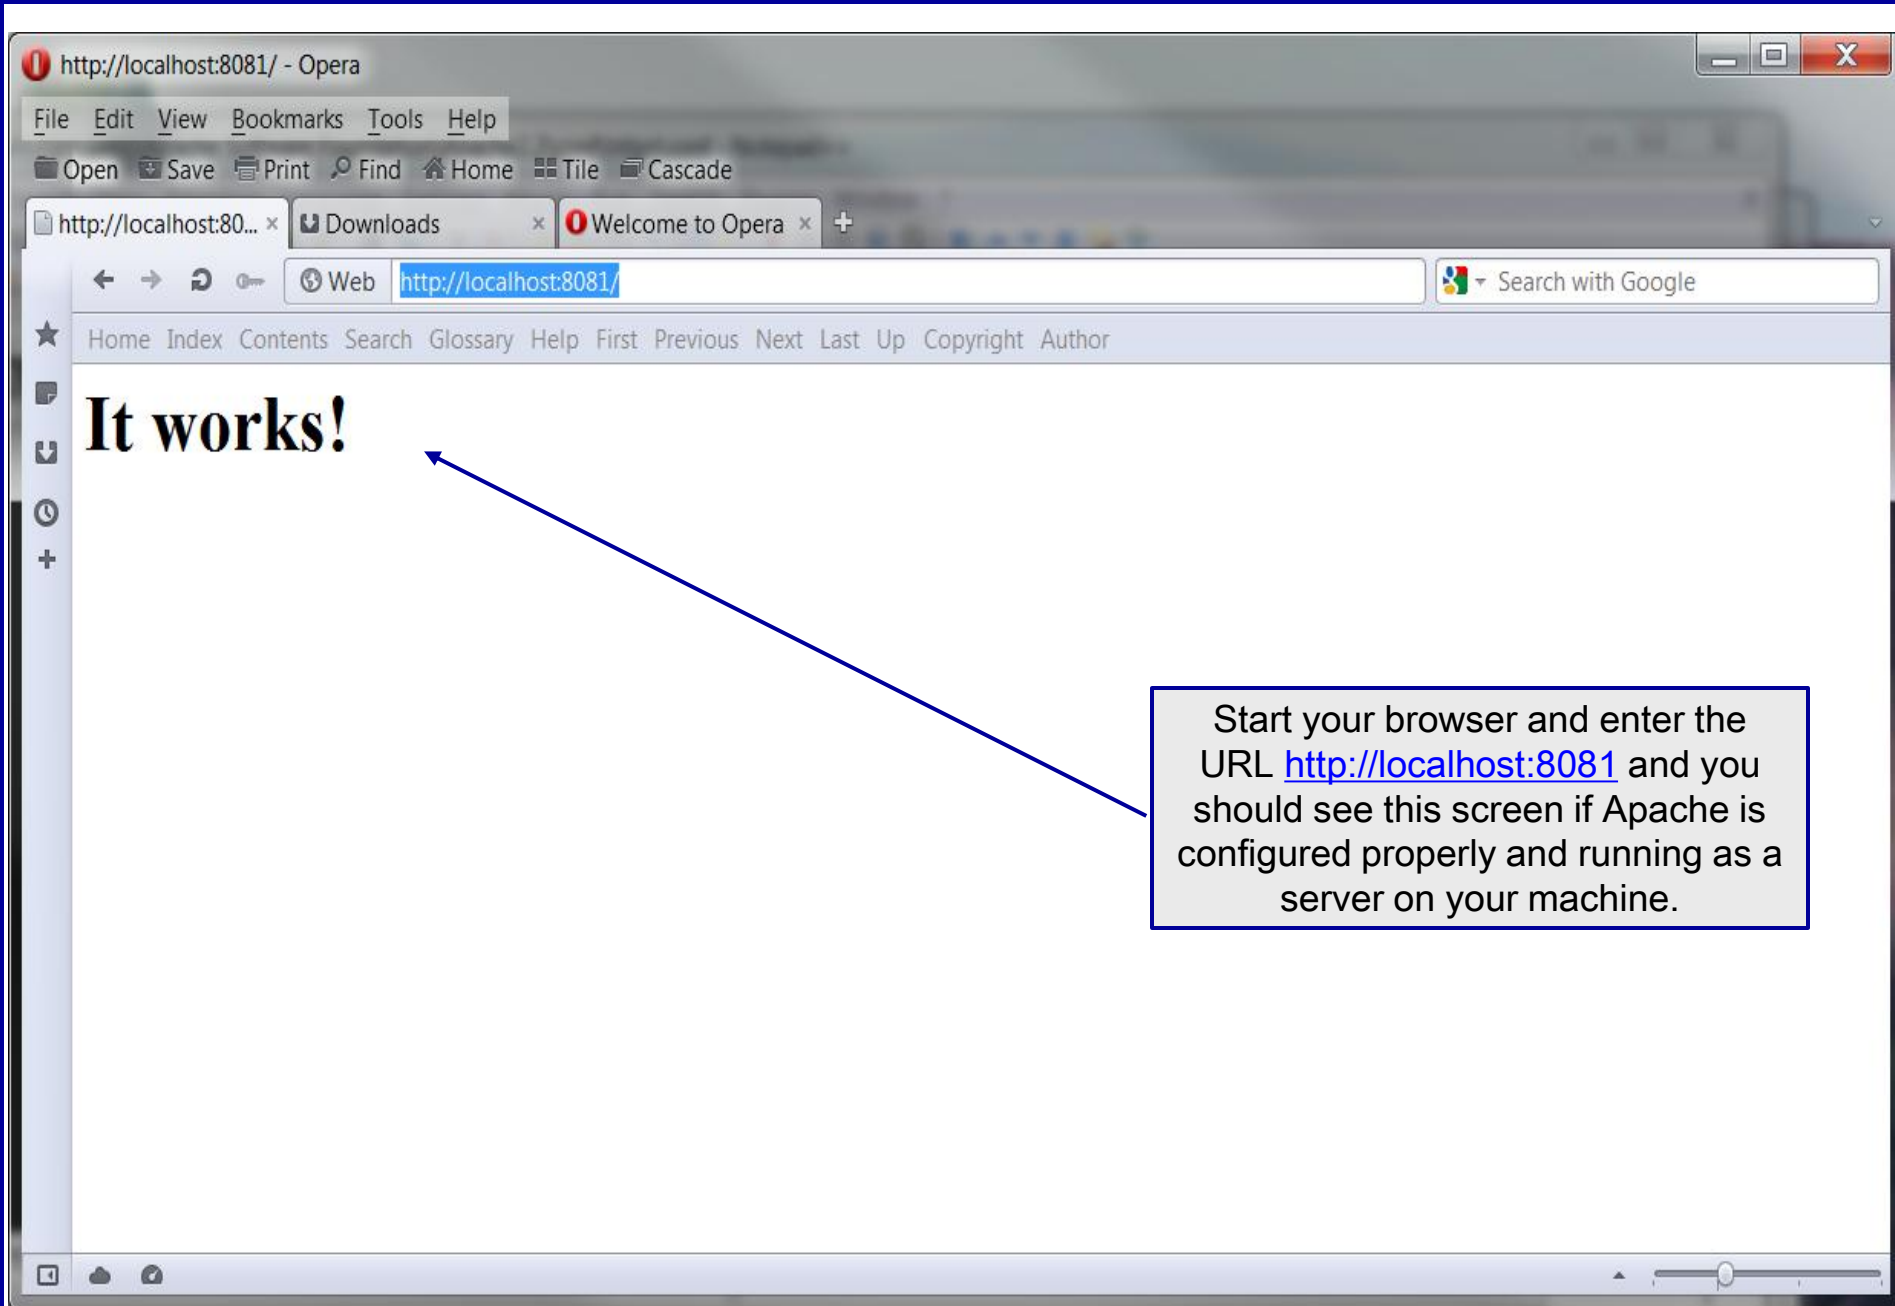 http://localhost:8081/ - Opera
File Edit View Bookmarks Tools Help
Open Save Print Find Home Tile Cascade
http://localhost:80... Downloads Welcome to Opera
Web http://localhost:8081/ Search with Google
Home Index Contents Search Glossary Help First Previous Next Last Up Copyright Author
It works!
Start your browser and enter the
URL http://localhost:8081 and you
should see this screen if Apache is
configured properly and running as a
server on your machine.